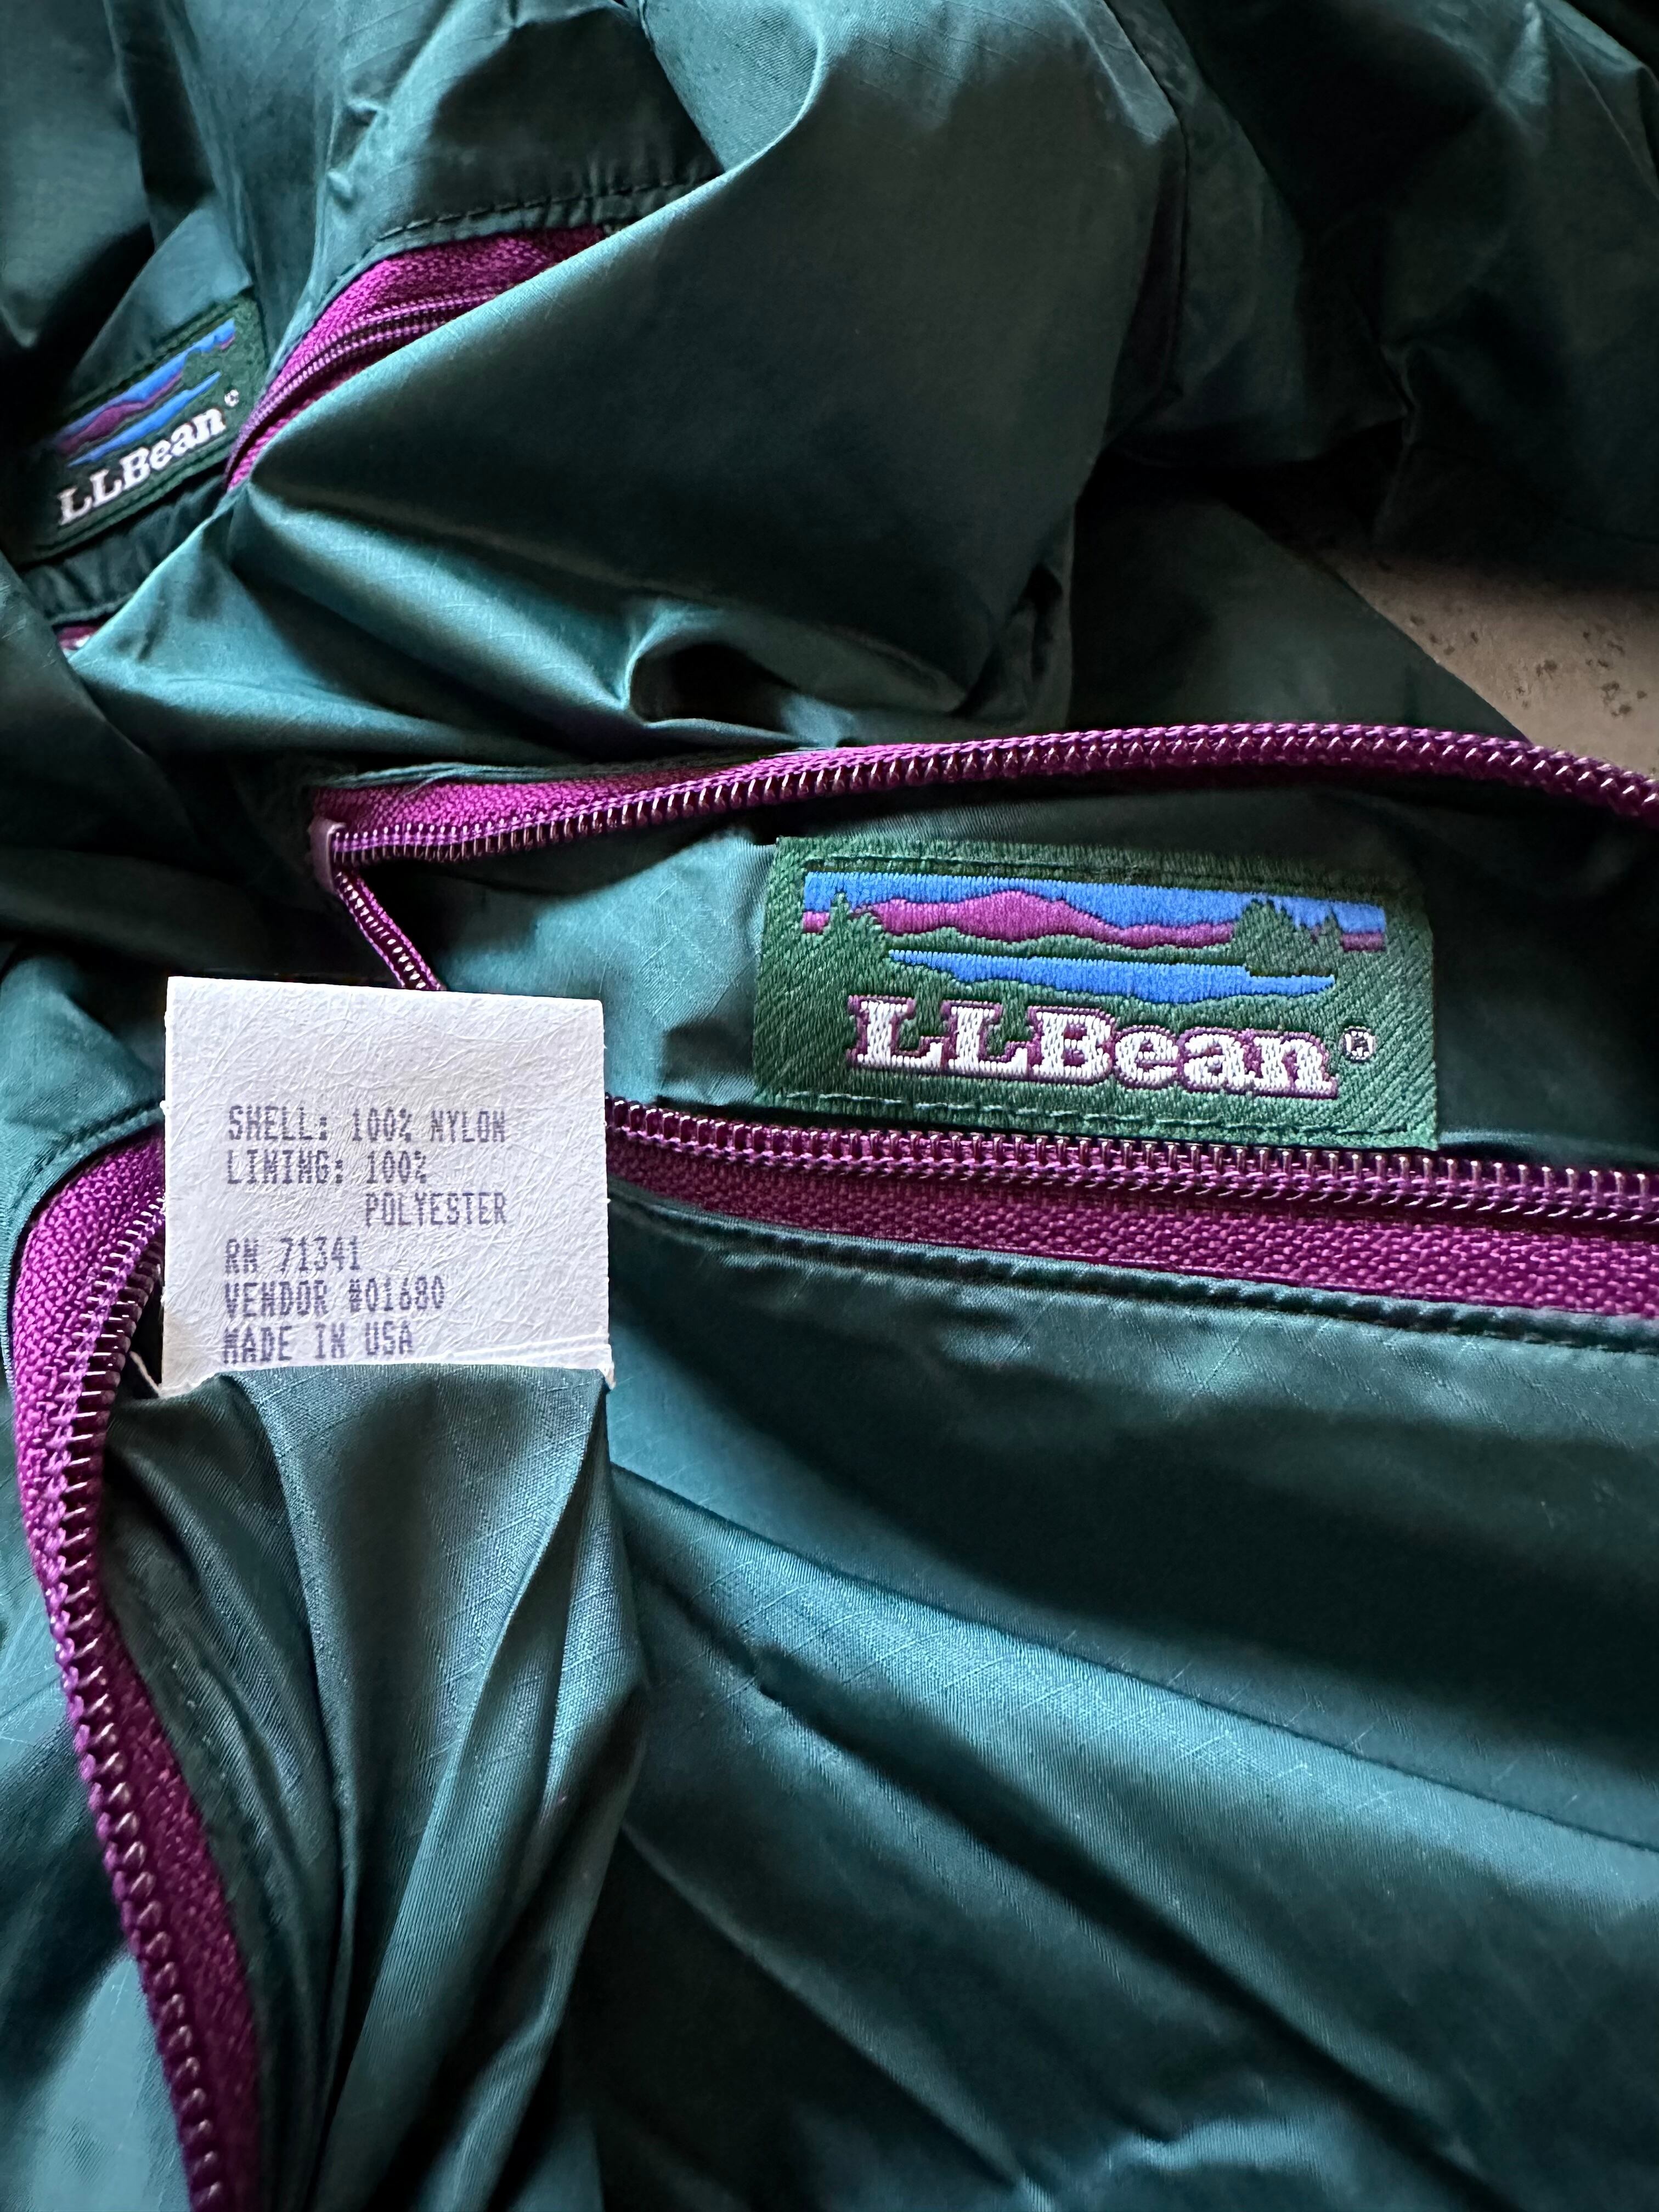 LLBean®
LLBean®
SHELL: 100% NYLON
LINING: 100%
POLYESTER
RN 71341
VENDOR #01680
MADE IN USA